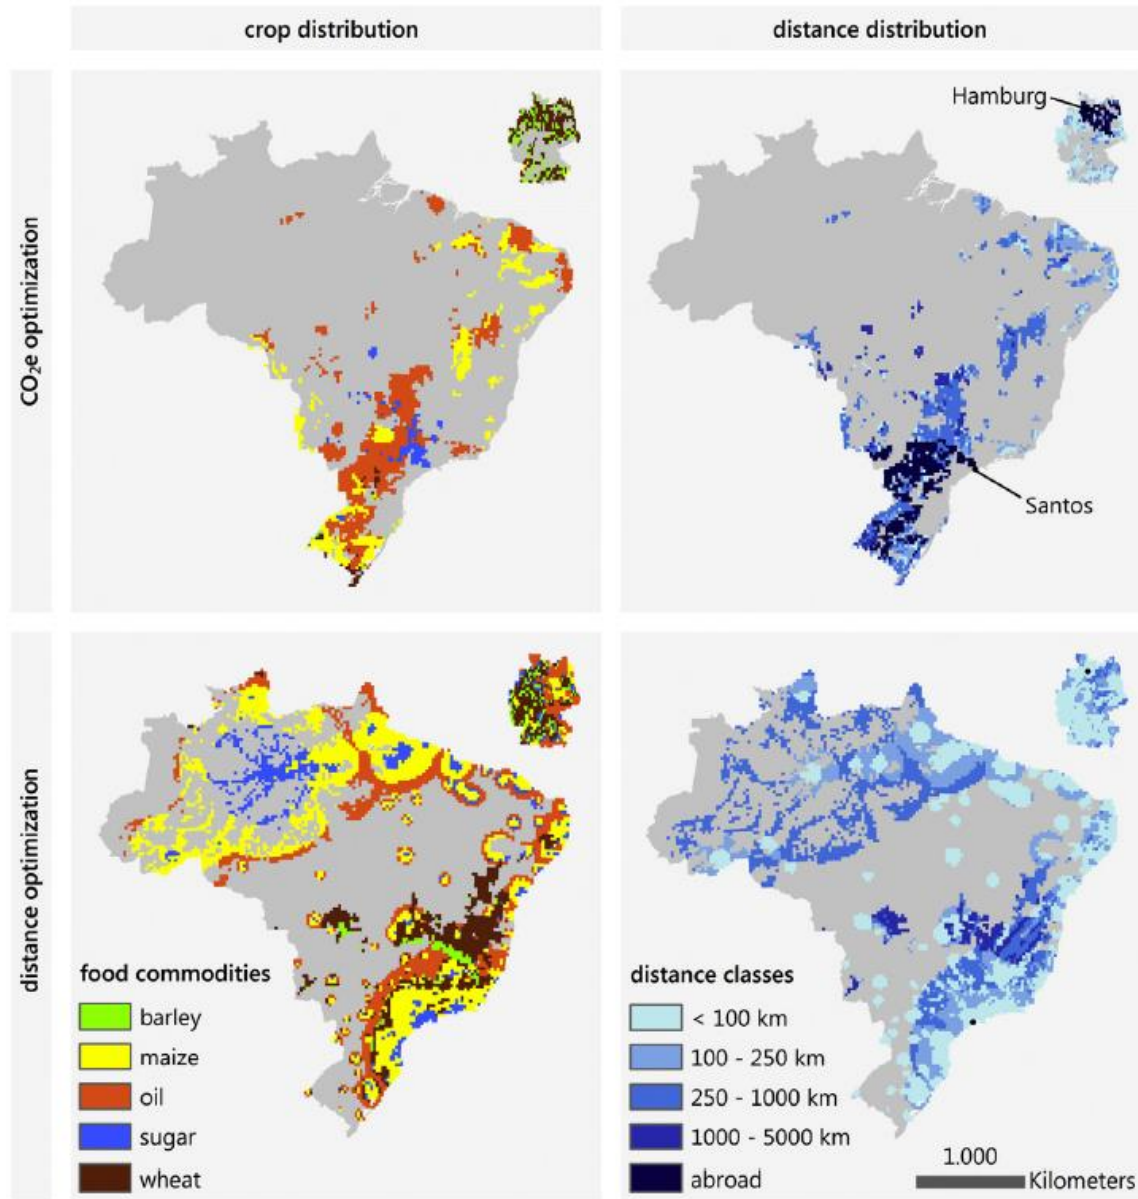 crop distribution
distance distribution
CO₂e optimization
Hamburg
Santos
distance optimization
food commodities
barley
maize
oil
sugar
wheat
distance classes
< 100 km
100 - 250 km
250 - 1000 km
1000 - 5000 km
abroad
1.000
Kilometers